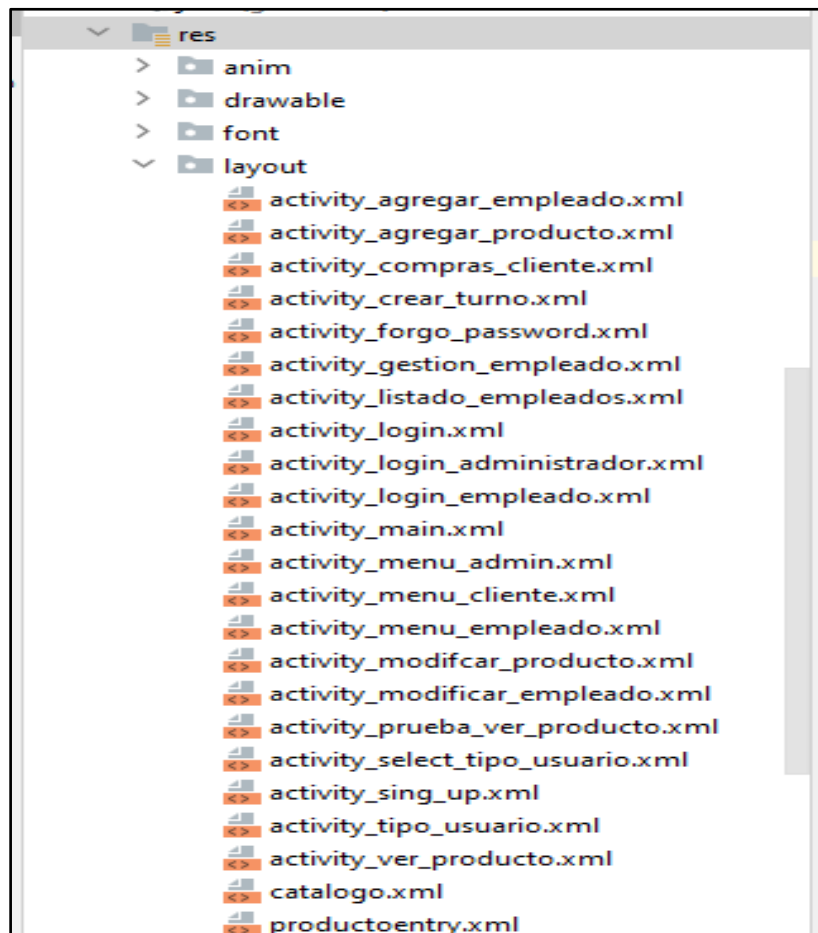 res
anim
drawable
font
layout
activity_agregar_empleado.xml
activity_agregar_producto.xml
activity_compras_cliente.xml
activity_crear_turno.xml
activity_forgo_password.xml
activity_gestion_empleado.xml
activity_listado_empleados.xml
activity_login.xml
activity_login_administrador.xml
activity_login_empleado.xml
activity_main.xml
activity_menu_admin.xml
activity_menu_cliente.xml
activity_menu_empleado.xml
activity_modifcar_producto.xml
activity_modificar_empleado.xml
activity_prueba_ver_producto.xml
activity_select_tipo_usuario.xml
activity_sing_up.xml
activity_tipo_usuario.xml
activity_ver_producto.xml
catalogo.xml
productoentry.xml